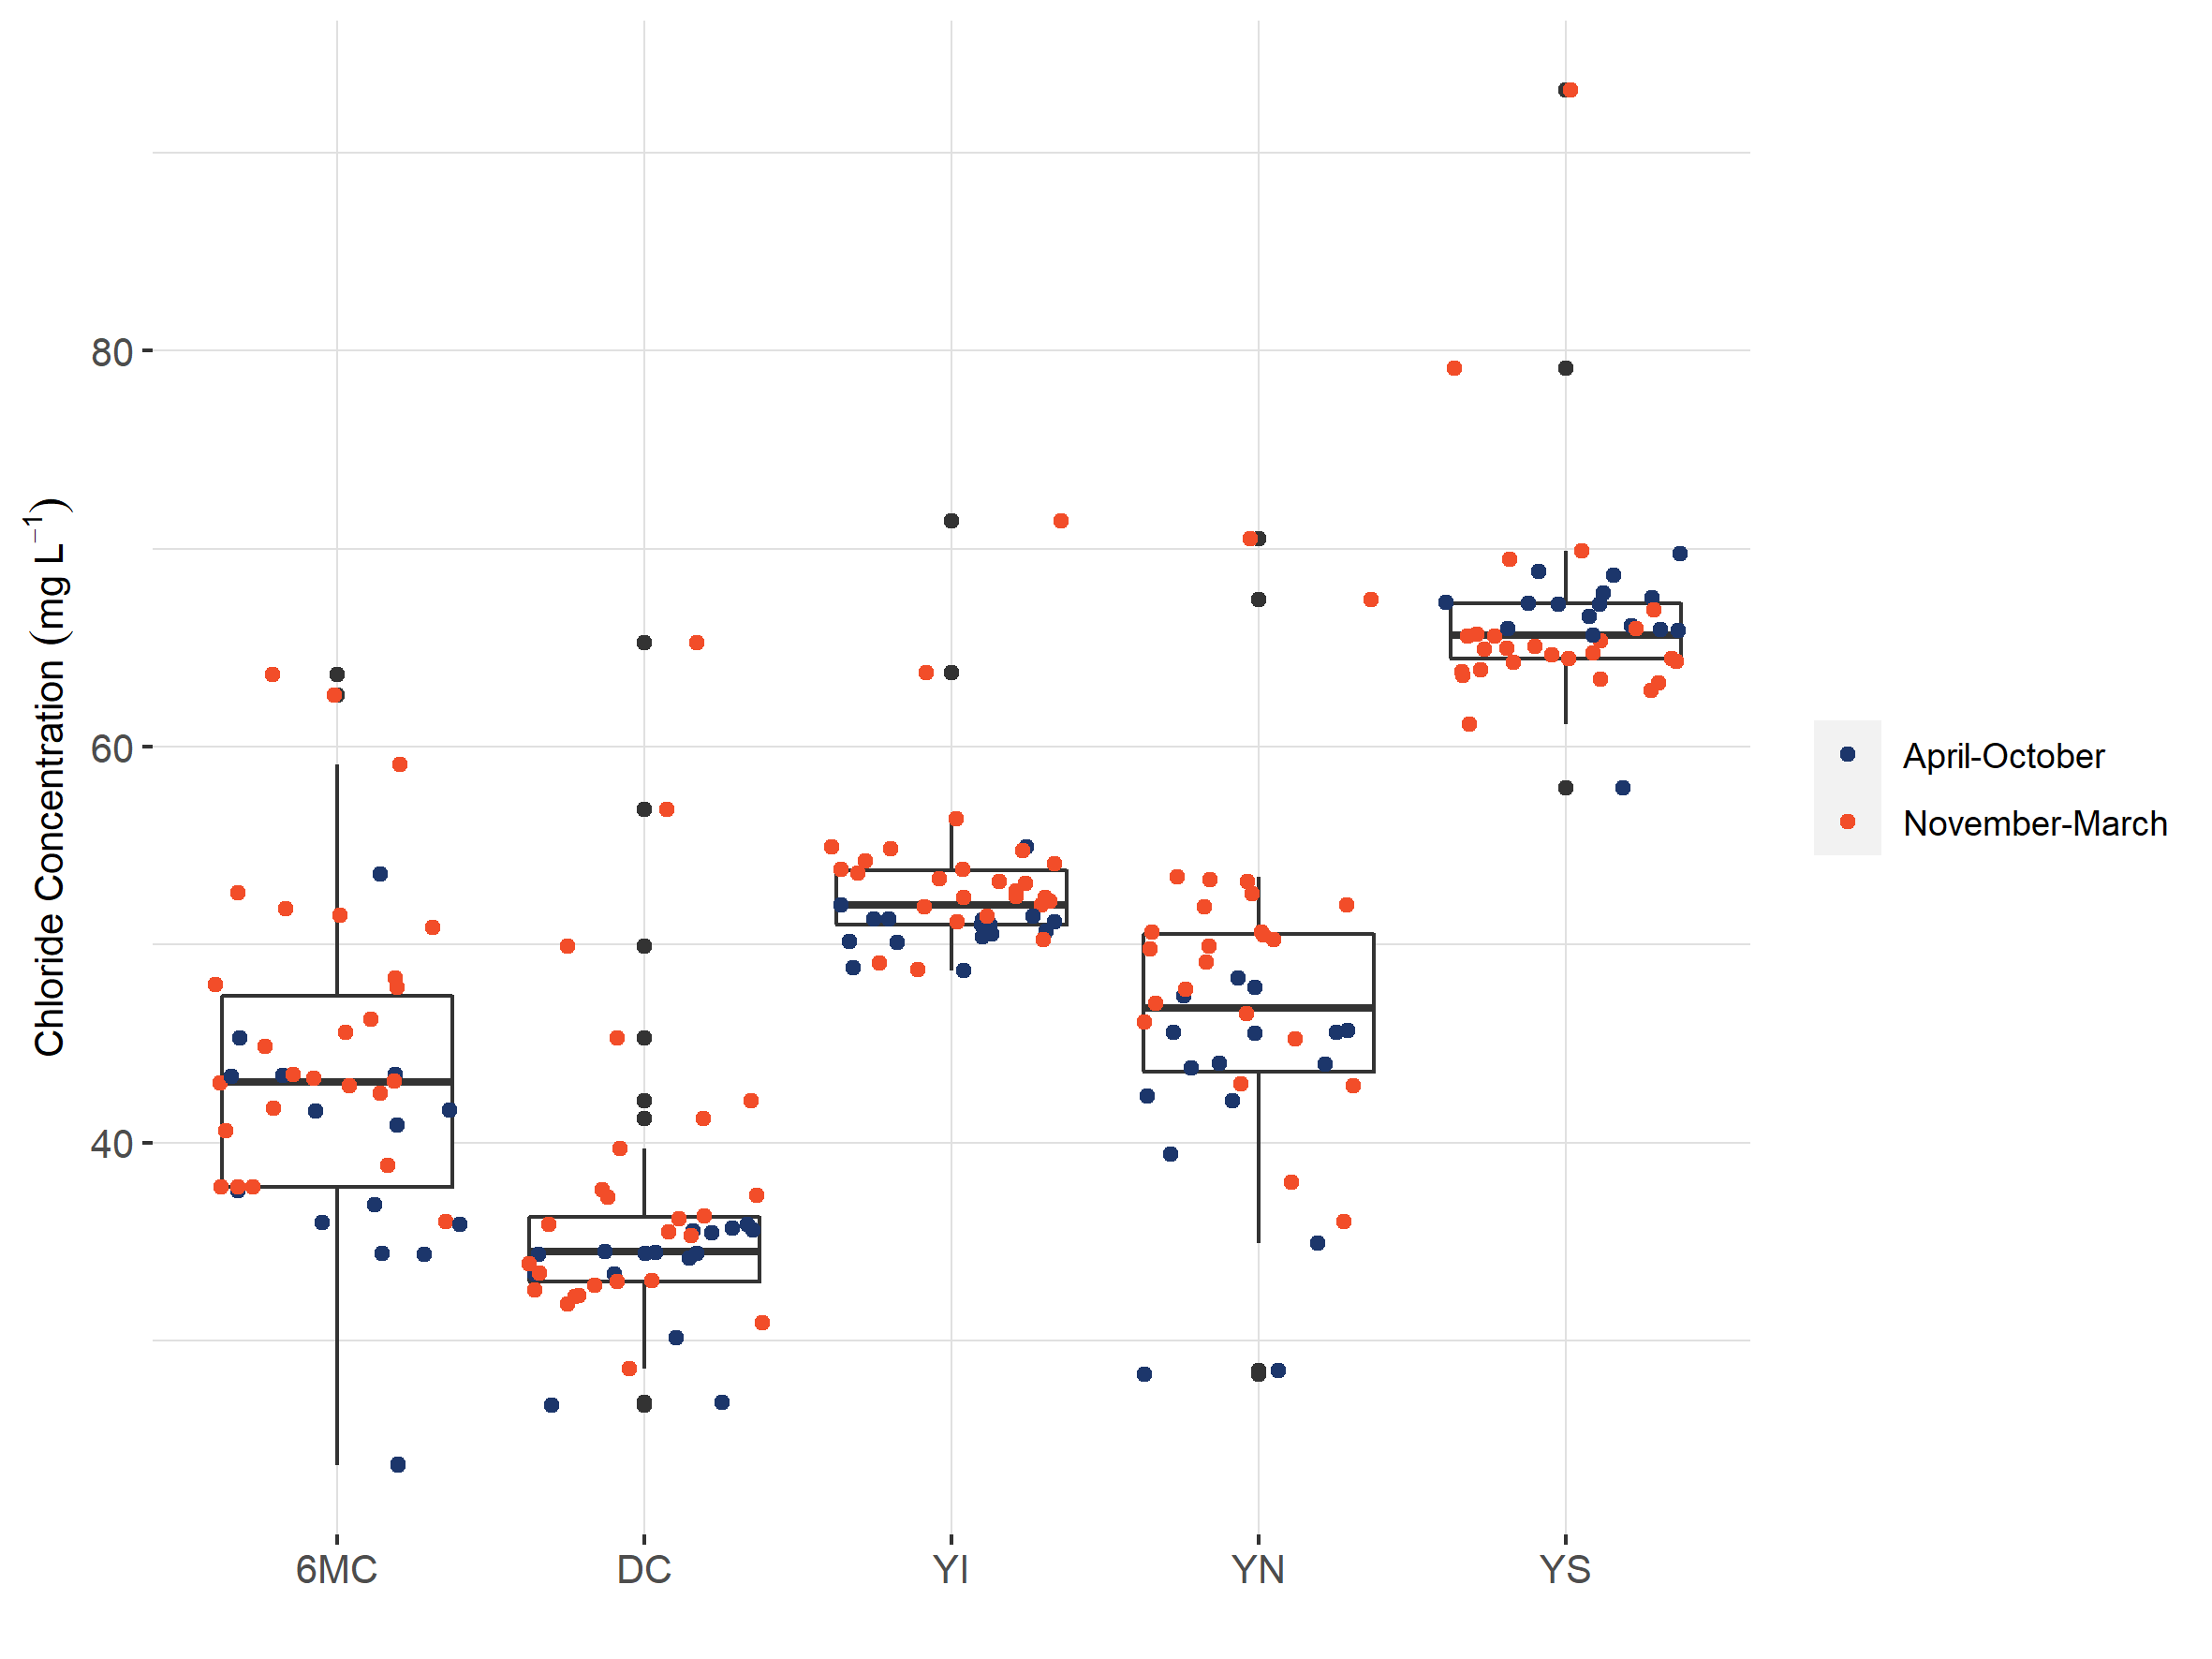 Chloride Concentration (mg L⁻¹)
80
60
40
6MC DC YI YN YS
April-October
November-March